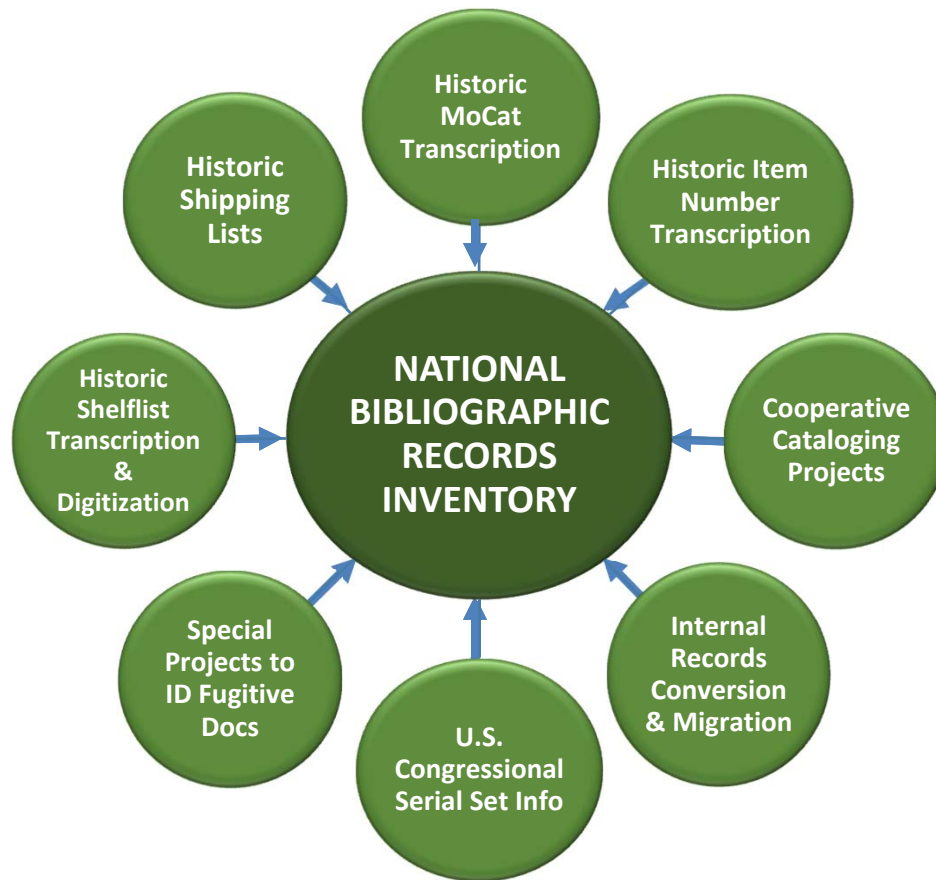 Historic
MoCat
Transcription
Historic
Shipping
Lists
Historic Item
Number
Transcription
NATIONAL
BIBLIOGRAPHIC
RECORDS
INVENTORY
Historic
Shelflist
Transcription
&
Digitization
Cooperative
Cataloging
Projects
Special
Projects to
ID Fugitive
Docs
Internal
Records
Conversion
& Migration
U.S.
Congressional
Serial Set Info